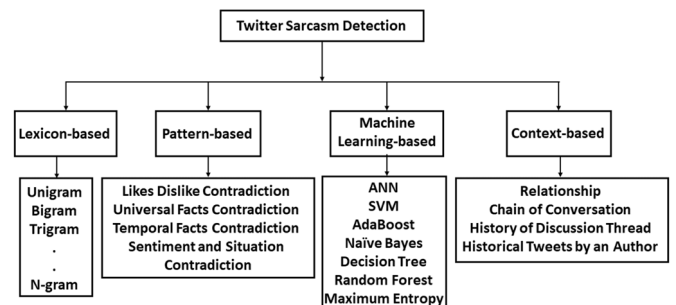 Twitter Sarcasm Detection
Lexicon-based
Pattern-based
Machine
Learning-based
Context-based
Unigram
Bigram
Trigram
.
.
N-gram
Likes Dislike Contradiction
Universal Facts Contradiction
Temporal Facts Contradiction
Sentiment and Situation
Contradiction
ANN
SVM
AdaBoost
Naïve Bayes
Decision Tree
Random Forest
Maximum Entropy
Relationship
Chain of Conversation
History of Discussion Thread
Historical Tweets by an Author